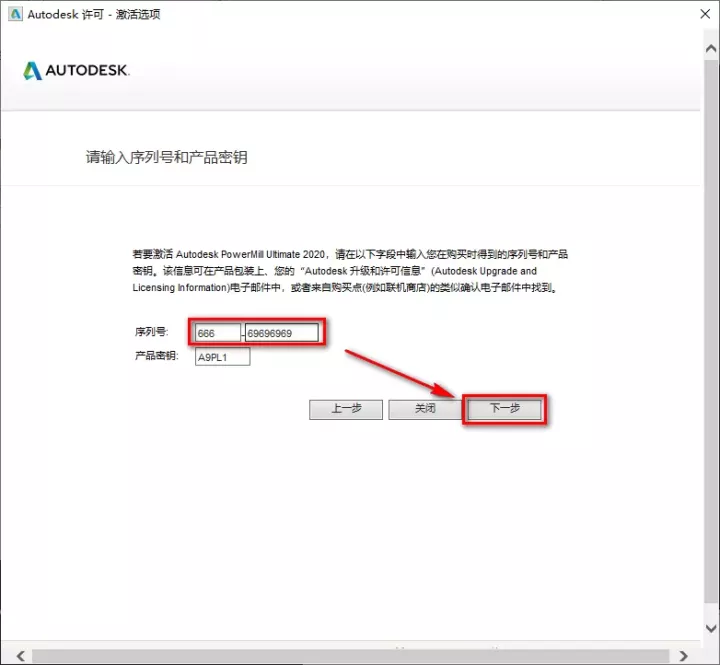 Autodesk 许可 - 激活选项
AUTODESK.
请输入序列号和产品密钥
若要激活 Autodesk PowerMill Ultimate 2020，请在以下字段中输入您在购买时得到的序列号和产品
密钥。该信息可在产品包装上、您的“Autodesk 升级和许可信息”(Autodesk Upgrade and
Licensing Information)电子邮件中，或者来自购买点(例如联机商店)的类似确认电子邮件中找到。
序列号: 666 - 69696969
产品密钥: A9PL1
上一步 关闭 下一步